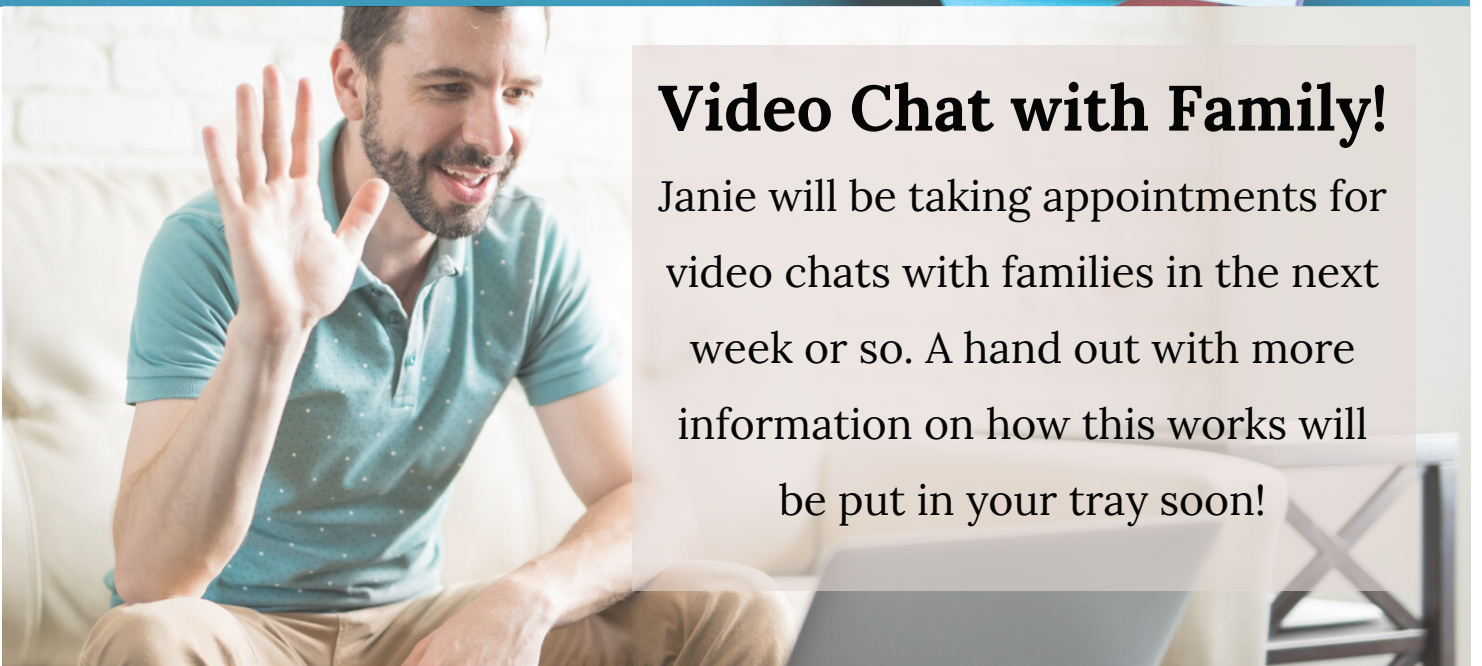 Video Chat with Family!
Janie will be taking appointments for
video chats with families in the next
week or so. A hand out with more
information on how this works will
be put in your tray soon!